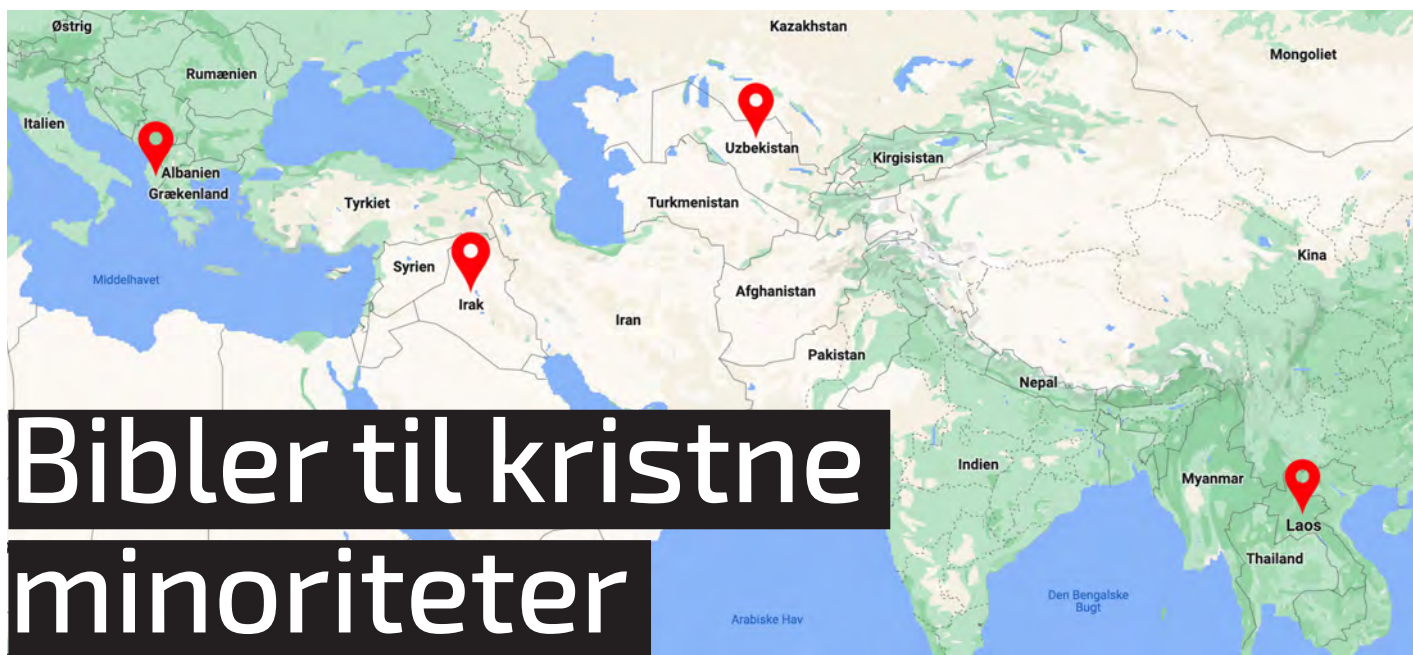 Østrig
Kazakhstan
Mongoliet
Rumænien
Italien
Uzbekistan
Kirgisistan
Albanien
Grækenland
Tyrkiet
Turkmenistan
Kina
Syrien
Middelhavet
Afghanistan
Irak
Iran
Pakistan
Nepal
Bibler til kristne
Indien
Myanmar
Laos
Thailand
minoriteter
Den Bengalske
Bugt
Arabiske Hav